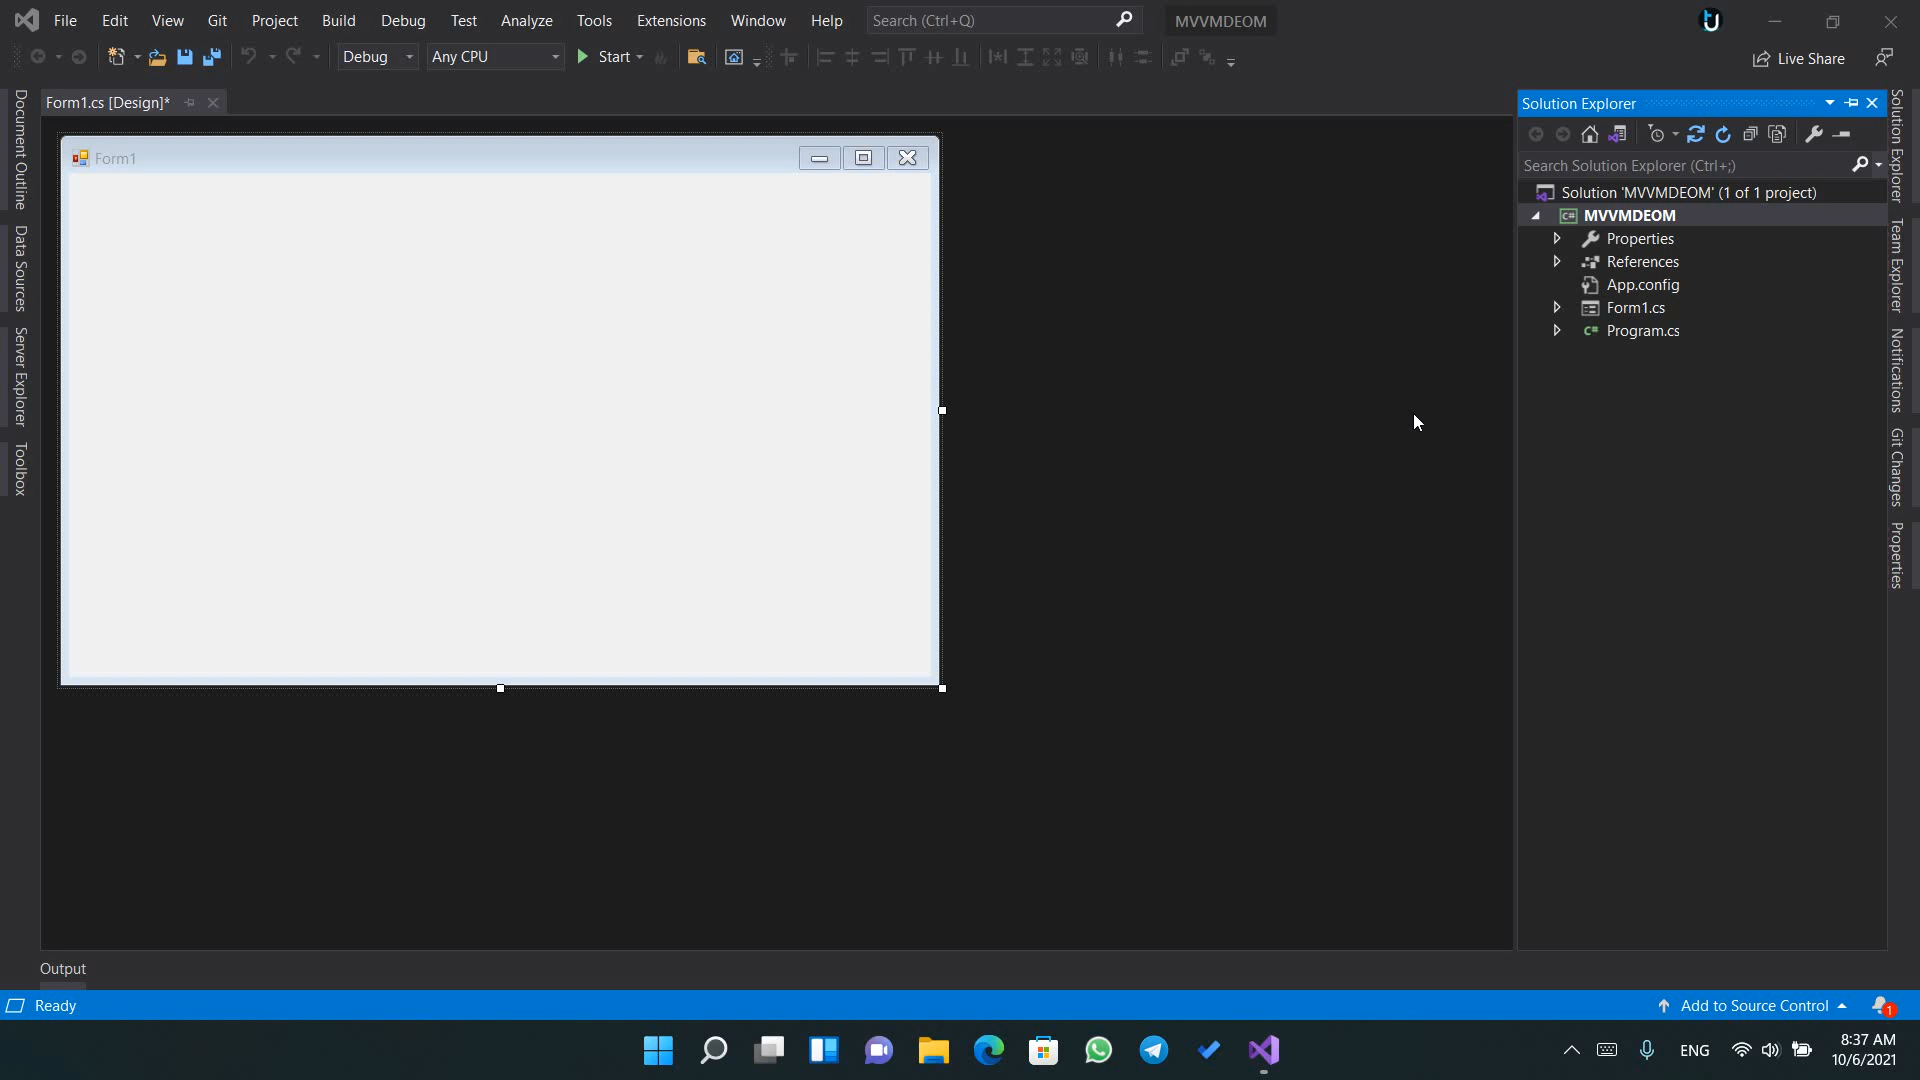 File Edit View Git Project Build Debug Test Analyze Tools Extensions Window Help Search (Ctrl+Q) MVVMDEOM
Debug Any CPU Start Live Share
Form1.cs [Design]*
Form1
Document Outline
Data Sources
Server Explorer
Toolbox
Solution Explorer
Search Solution Explorer (Ctrl+;)
Solution 'MVVMDEOM' (1 of 1 project)
C# MVVMDEOM
Properties
References
App.config
Form1.cs
C# Program.cs
Solution Explorer
Team Explorer
Notifications
Git Changes
Properties
Output
Ready Add to Source Control 1
ENG 8:37 AM
10/6/2021